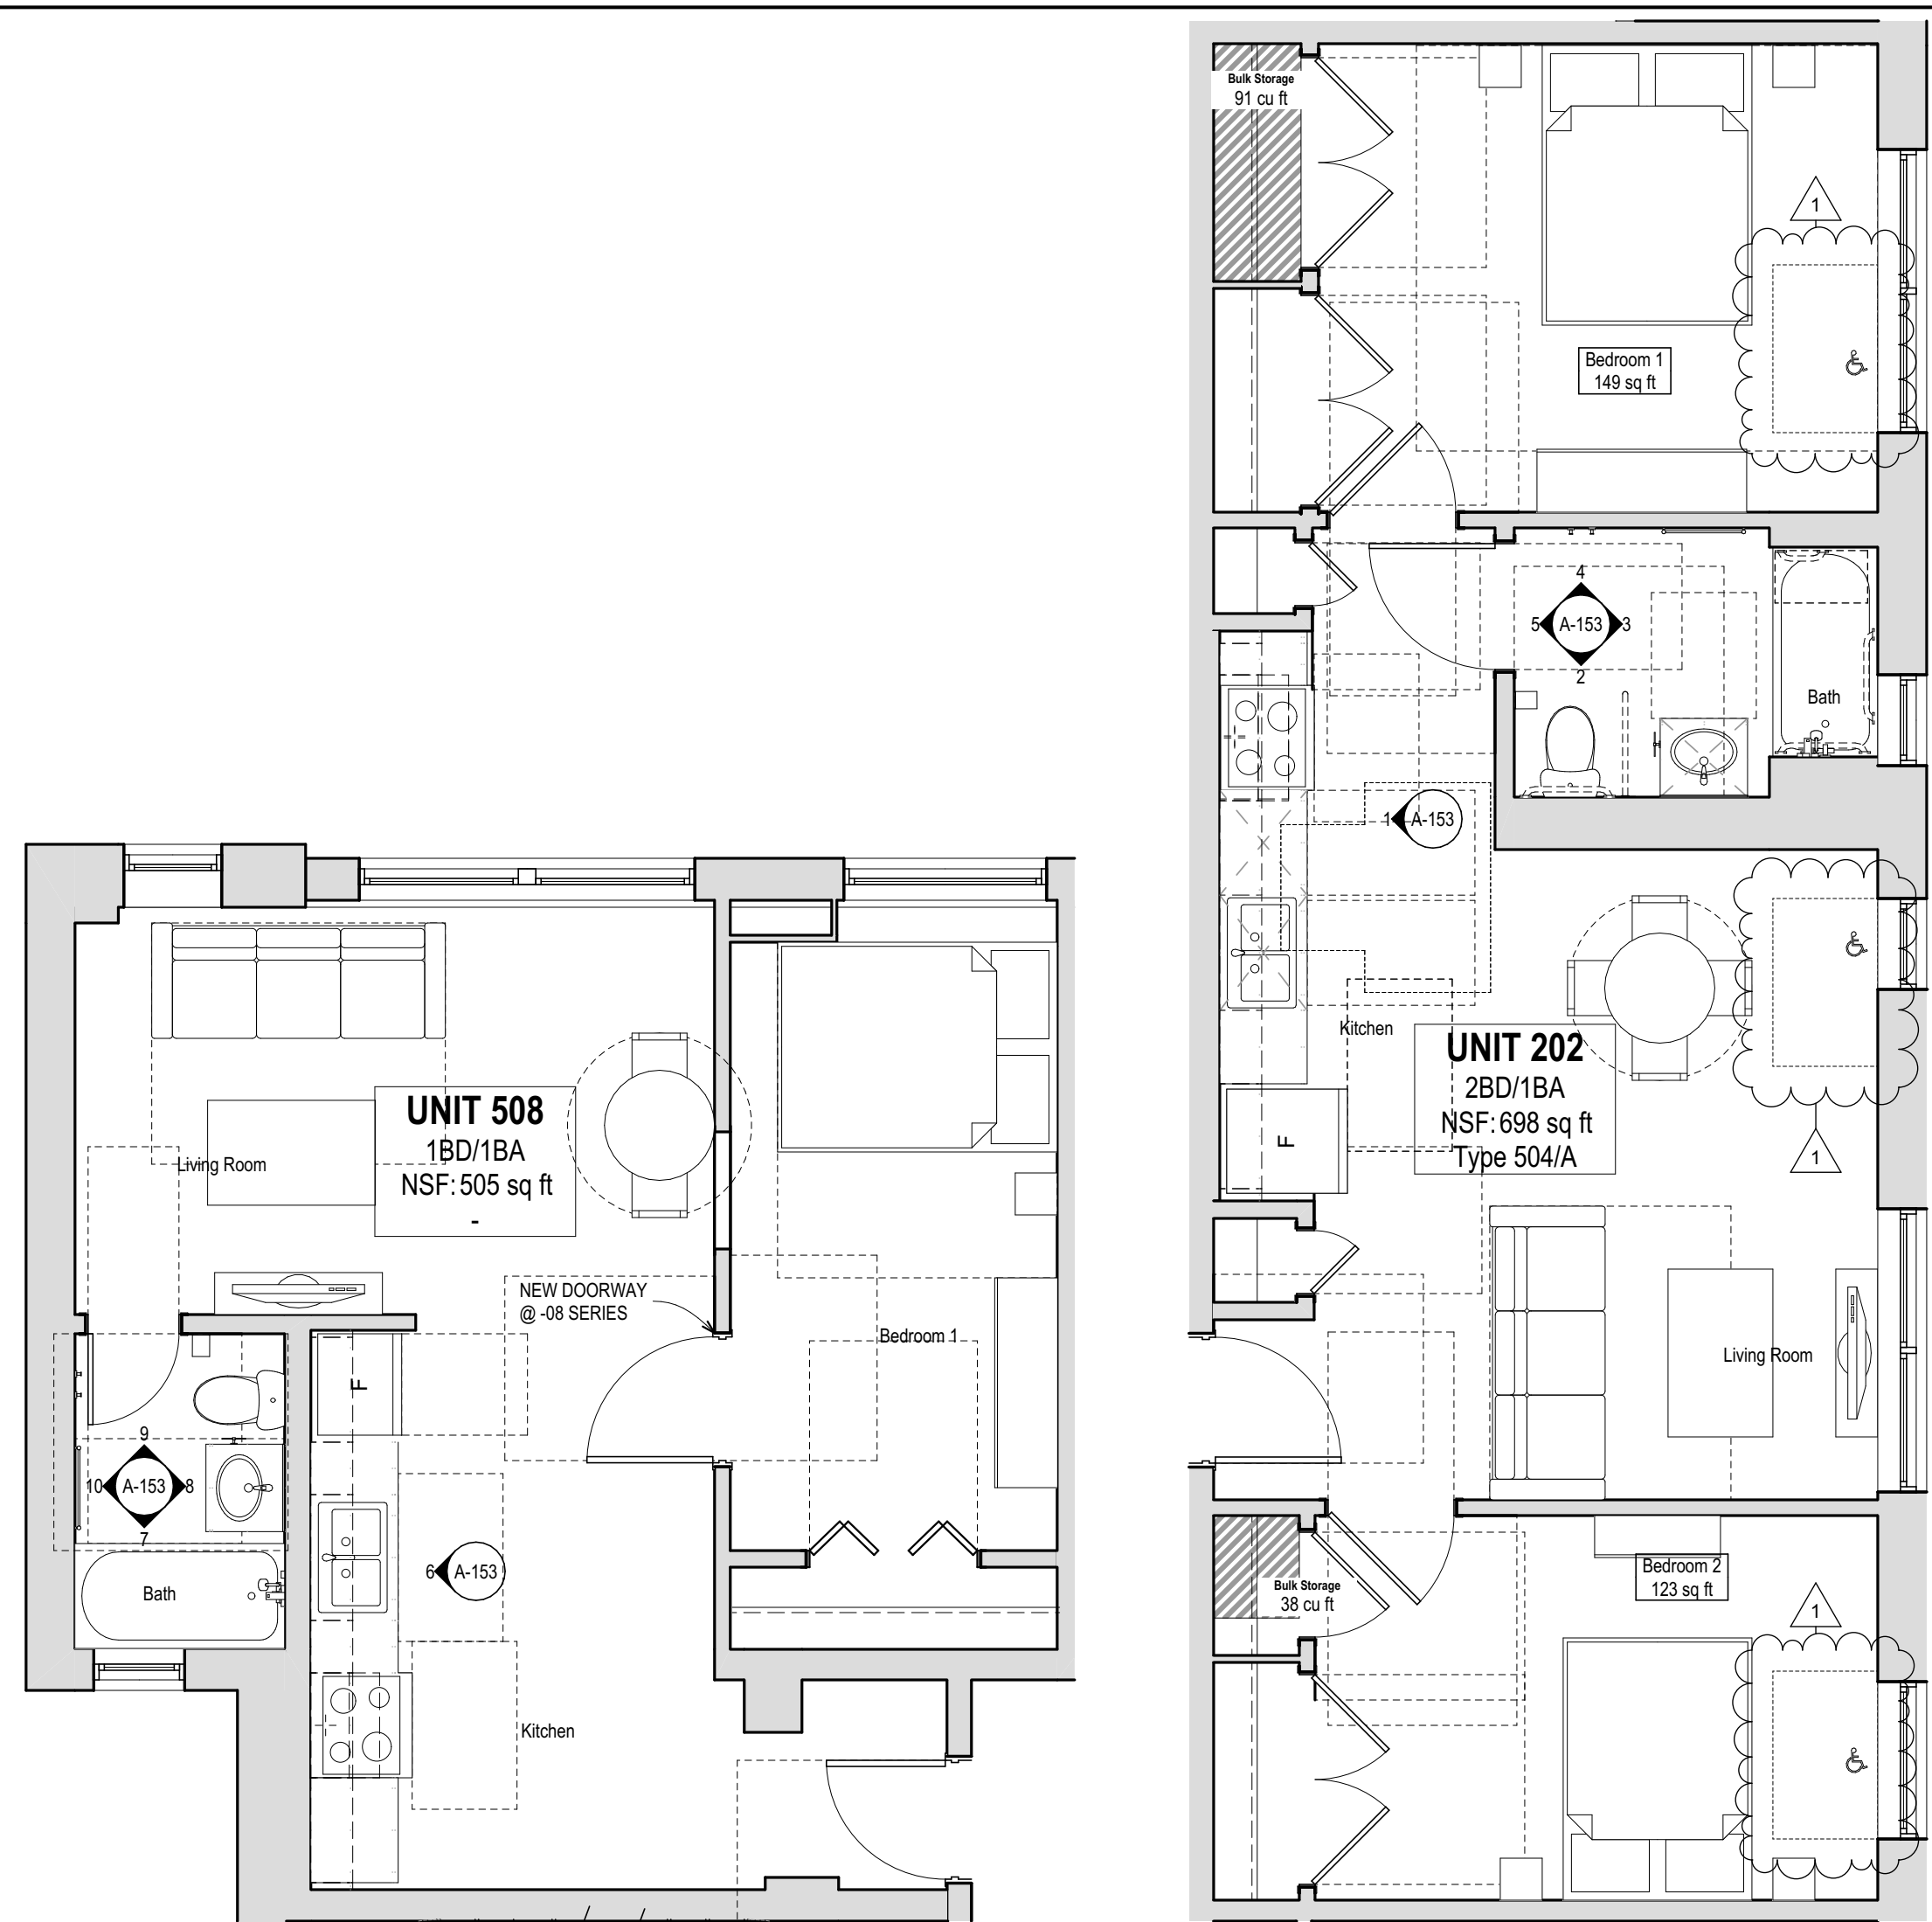 UNIT 508
1BD/1BA
NSF: 505 sq ft
-
Living Room
NEW DOORWAY
@ -08 SERIES
Bedroom 1
F
9
10 A-153 8
7
Bath
6 A-153
Kitchen
Bulk Storage
91 cu ft
1
Bedroom 1
149 sq ft
4
5 A-153 3
2
Bath
1 A-153
Kitchen
UNIT 202
2BD/1BA
NSF: 698 sq ft
Type 504/A
F
1
Living Room
Bulk Storage
38 cu ft
Bedroom 2
123 sq ft
1